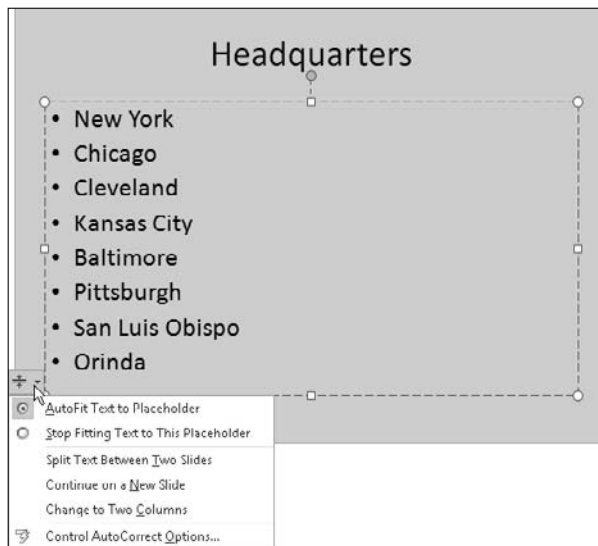 Headquarters
• New York
• Chicago
• Cleveland
• Kansas City
• Baltimore
• Pittsburgh
• San Luis Obispo
• Orinda
AutoFit Text to Placeholder
Stop Fitting Text to This Placeholder
Split Text Between Two Slides
Continue on a New Slide
Change to Two Columns
Control AutoCorrect Options...